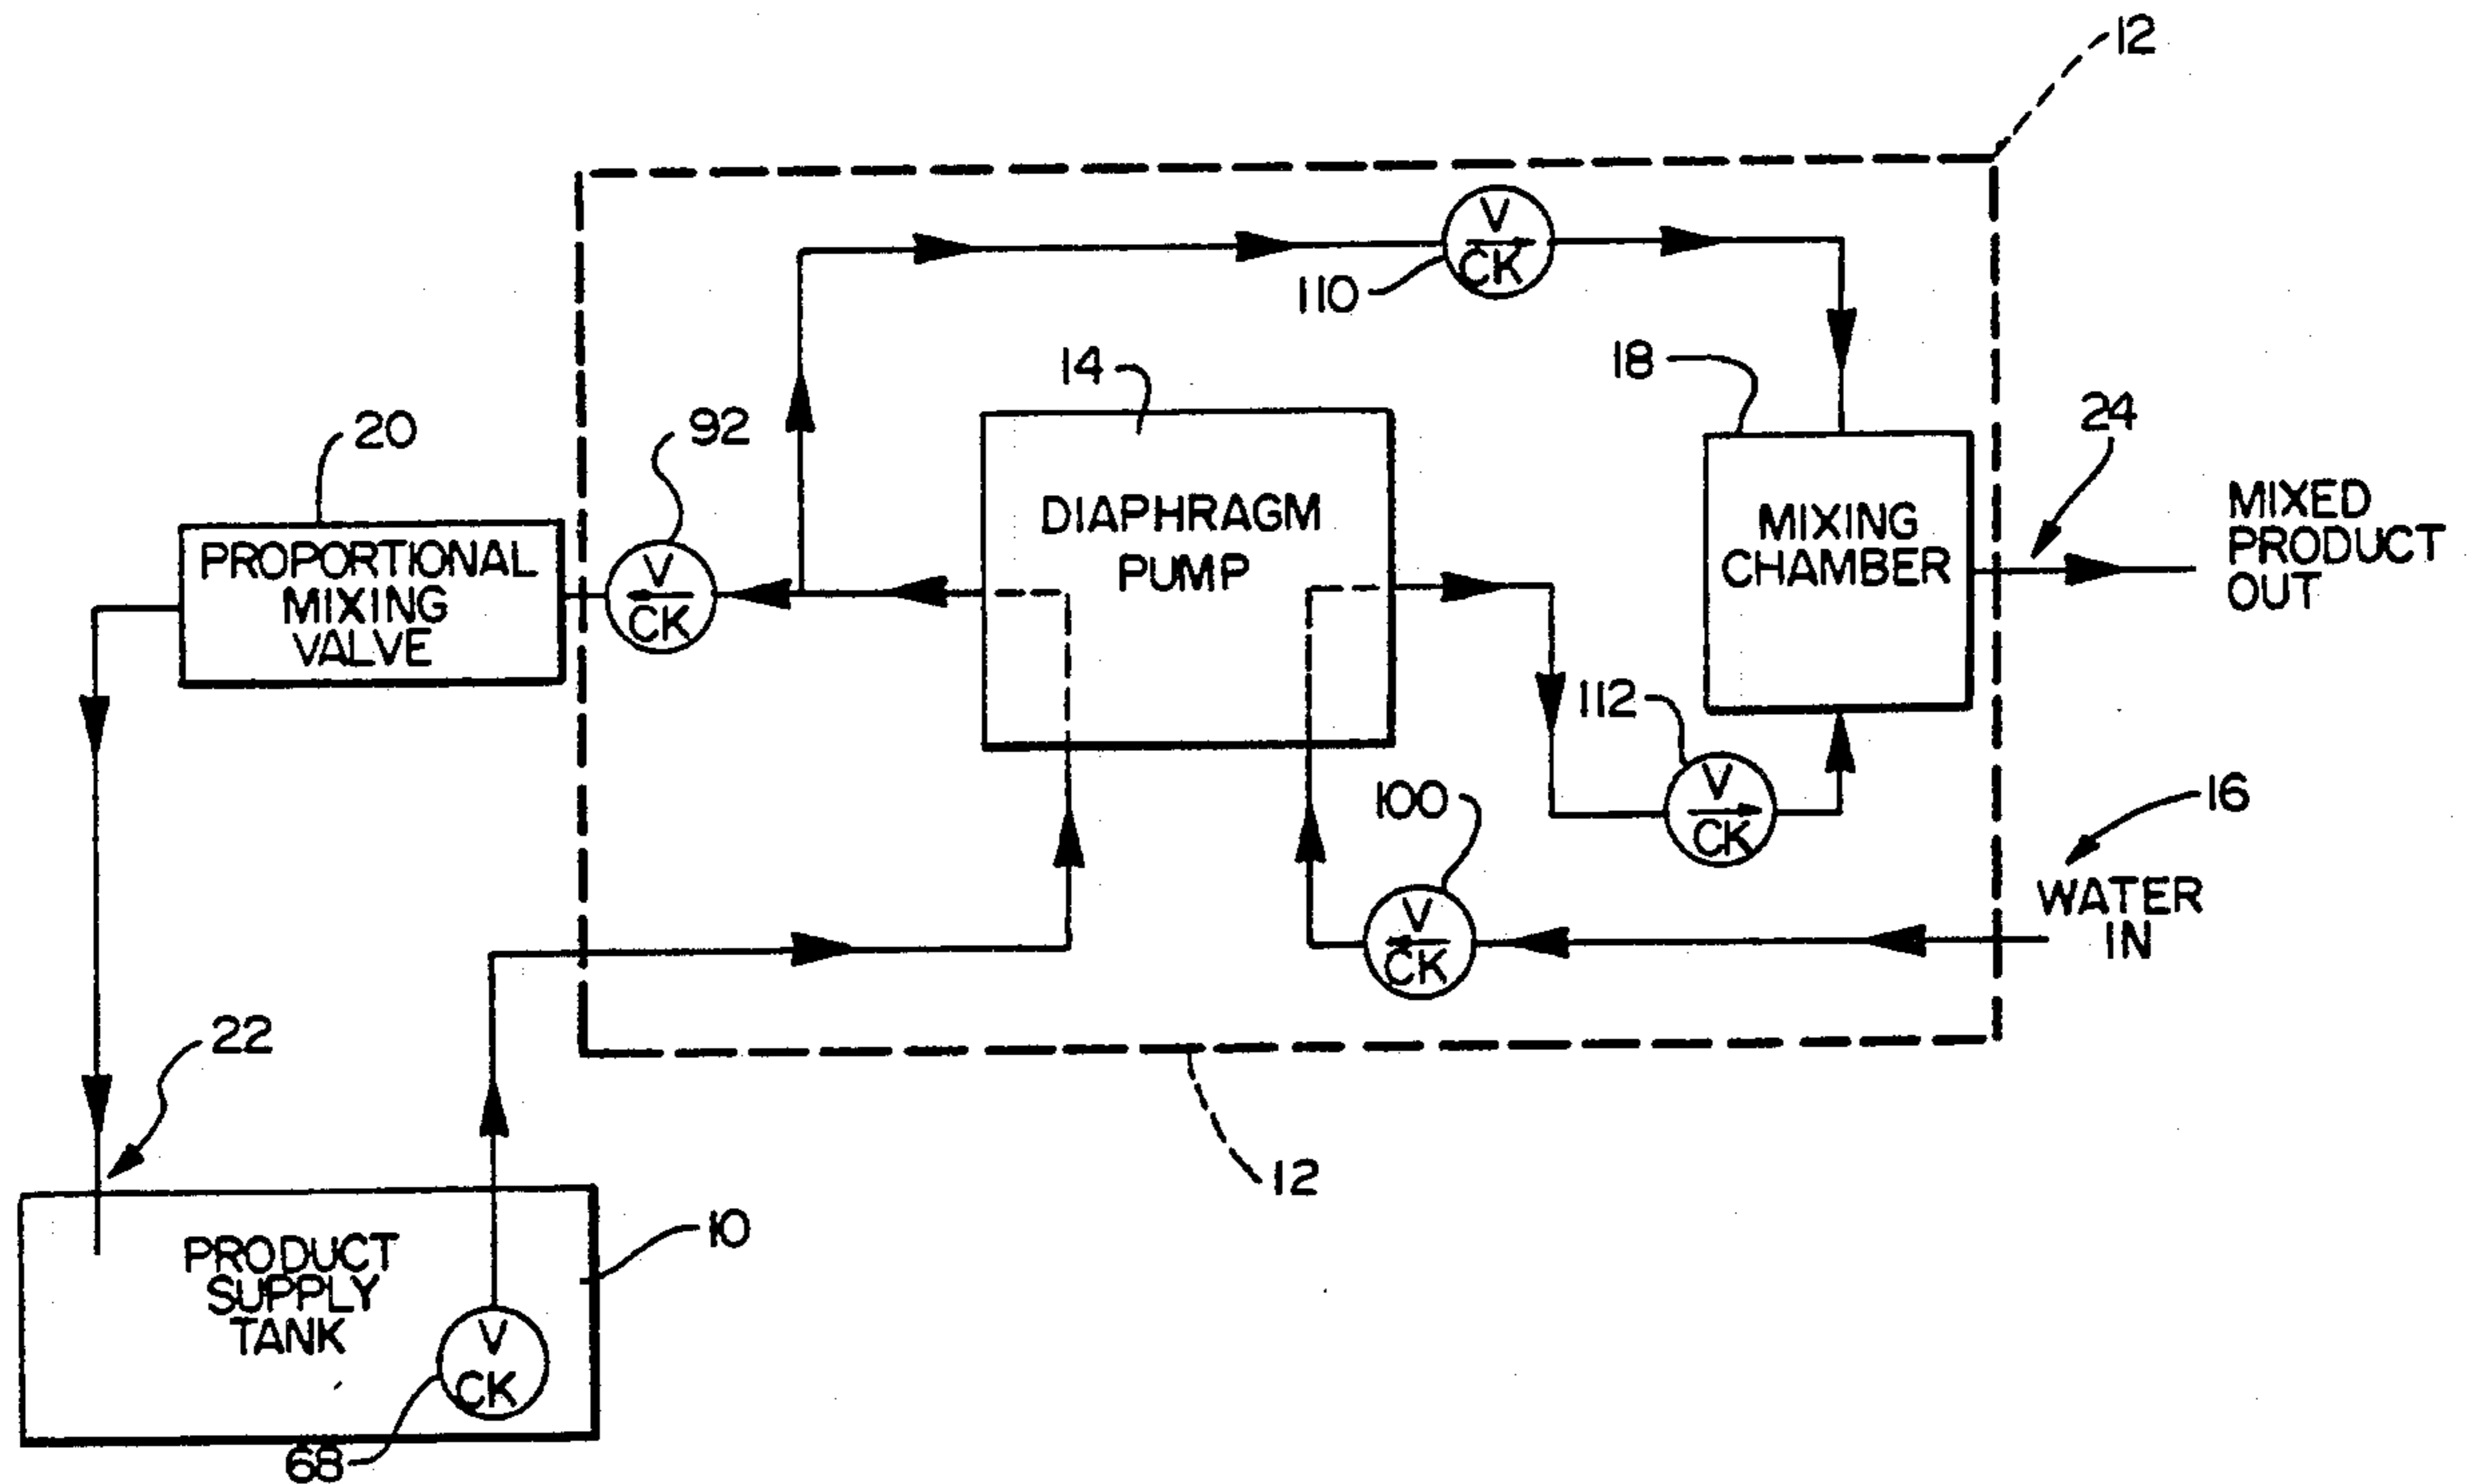 12
V
CK
110
14
18
24
92
20
MIXED
PRODUCT
OUT
DIAPHRAGM
PUMP
MIXING
CHAMBER
PROPORTIONAL
MIXING
VALVE
V
CK
112
V
CK
100
16
V
CK
WATER
IN
22
12
10
PRODUCT
SUPPLY
TANK
V
CK
68